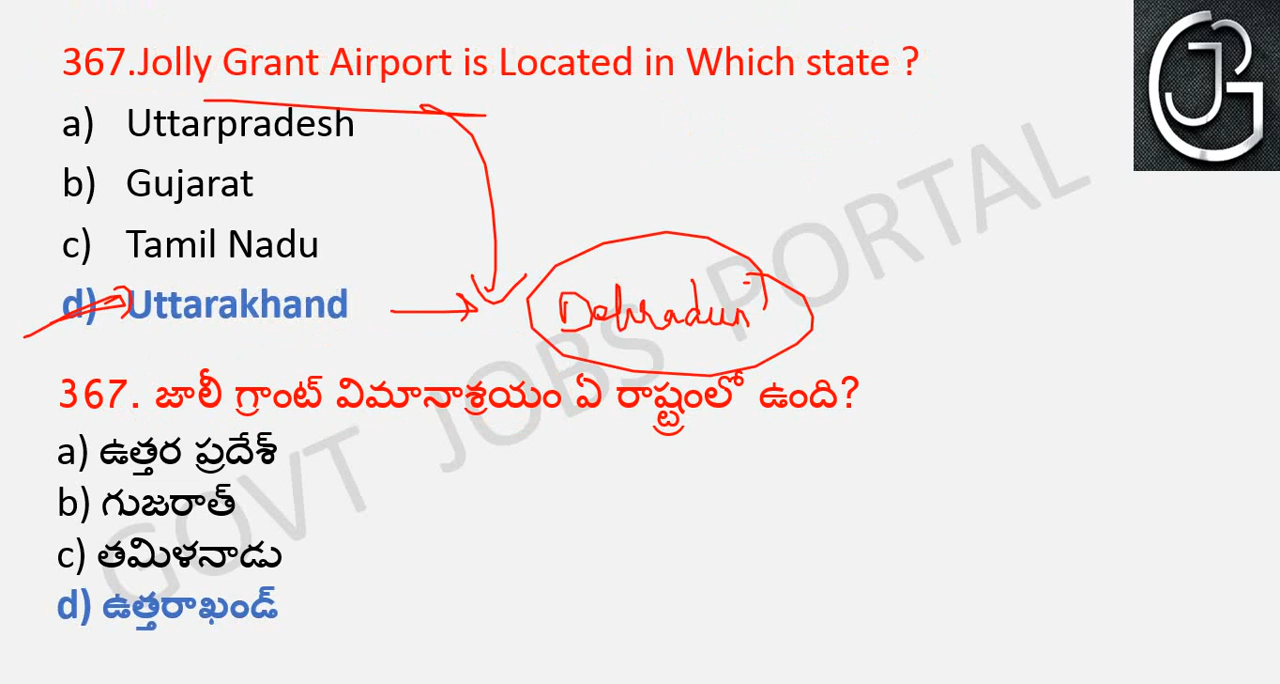 367.Jolly Grant Airport is Located in Which state ?
a) Uttarpradesh
b) Gujarat
c) Tamil Nadu
d) Uttarakhand
Dehradun
367. జాలీ గ్రాంట్ విమానాశ్రయం ఏ రాష్ట్రంలో ఉంది?
a) ఉత్తర ప్రదేశ్
b) గుజరాత్
c) తమిళనాడు
d) ఉత్తరాఖండ్
GOVT JOBS PORTAL
GJ